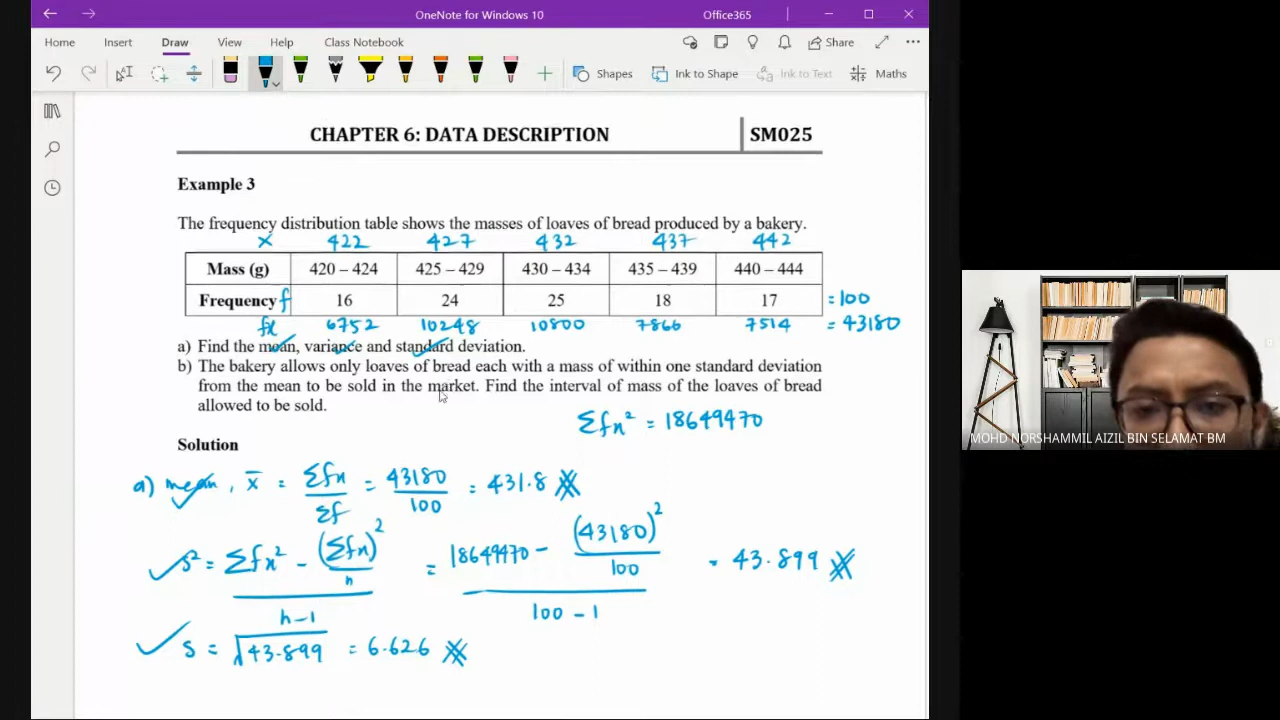 OneNote for Windows 10
Office365
Home Insert Draw View Help Class Notebook
Share
Shapes Ink to Shape Ink to Text Maths
CHAPTER 6: DATA DESCRIPTION SM025
Example 3
The frequency distribution table shows the masses of loaves of bread produced by a bakery.
x 422 427 432 437 442
Mass (g) 420 – 424 425 – 429 430 – 434 435 – 439 440 – 444
Frequency f 16 24 25 18 17 = 100
fx 6752 10248 10800 7866 7514 = 43180
a) Find the mean, variance and standard deviation.
b) The bakery allows only loaves of bread each with a mass of within one standard deviation
from the mean to be sold in the market. Find the interval of mass of the loaves of bread
allowed to be sold.
Σfx² = 18649470
Solution
a) mean, x̄ = Σfx / Σf = 43180 / 100 = 431.8
s² = (Σfx² - (Σfx)² / n) / (n-1) = (18649470 - (43180)² / 100) / (100 - 1) = 43.899
s = √43.899 = 6.626
MOHD NORSHAMMIL AIZIL BIN SELAMAT BM